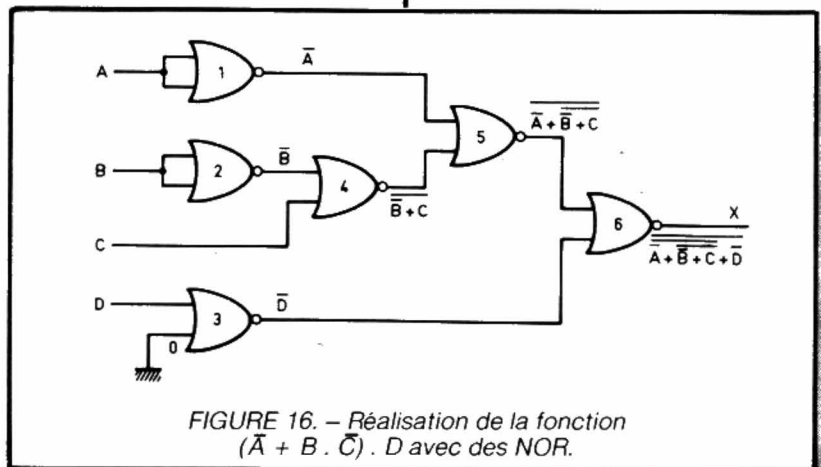 A
1
A̅
B
2
B̅
4
C
B̅̅ ̅+̅ ̅C̅
5
A̅̅ ̅+̅ ̅B̅̅̅ ̅+̅ ̅C̅̅
6
X
A̅̅ ̅+̅ ̅B̅̅̅ ̅+̅ ̅C̅̅ ̅+̅ ̅D̅̅
D
3
D̅
0
FIGURE 16. – Réalisation de la fonction
(A̅ + B . C̅) . D avec des NOR.